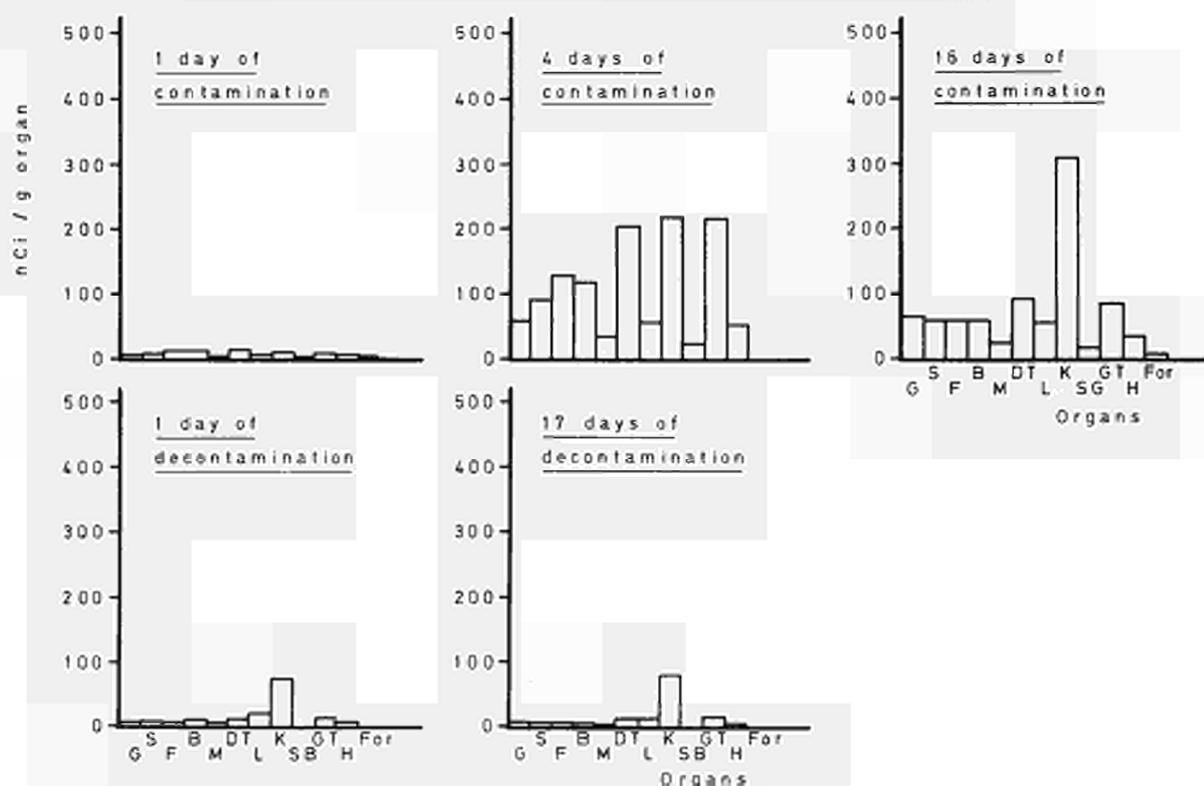 nCi / g organ
500
400
300
200
100
0
1 day of
contamination
500
400
300
200
100
0
4 days of
contamination
500
400
300
200
100
0
16 days of
contamination
G S F B M DT L K SG GT H For
Organs
500
400
300
200
100
0
1 day of
decontamination
G S F B M DT L K SB GT H For
500
400
300
200
100
0
17 days of
decontamination
G S F B M DT L K SB GT H For
Organs